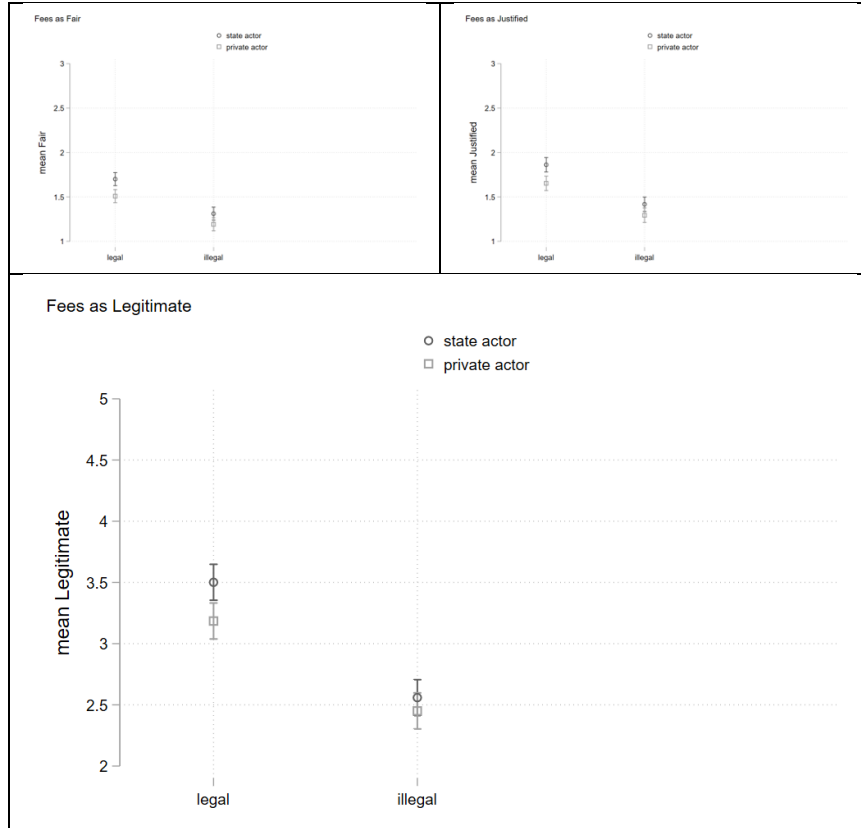 Fees as Fair
state actor
private actor
3
2.5
2
1.5
1
mean Fair
legal illegal
Fees as Justified
state actor
private actor
3
2.5
2
1.5
1
mean Justified
legal illegal
Fees as Legitimate
state actor
private actor
5
4.5
4
3.5
3
2.5
2
mean Legitimate
legal illegal